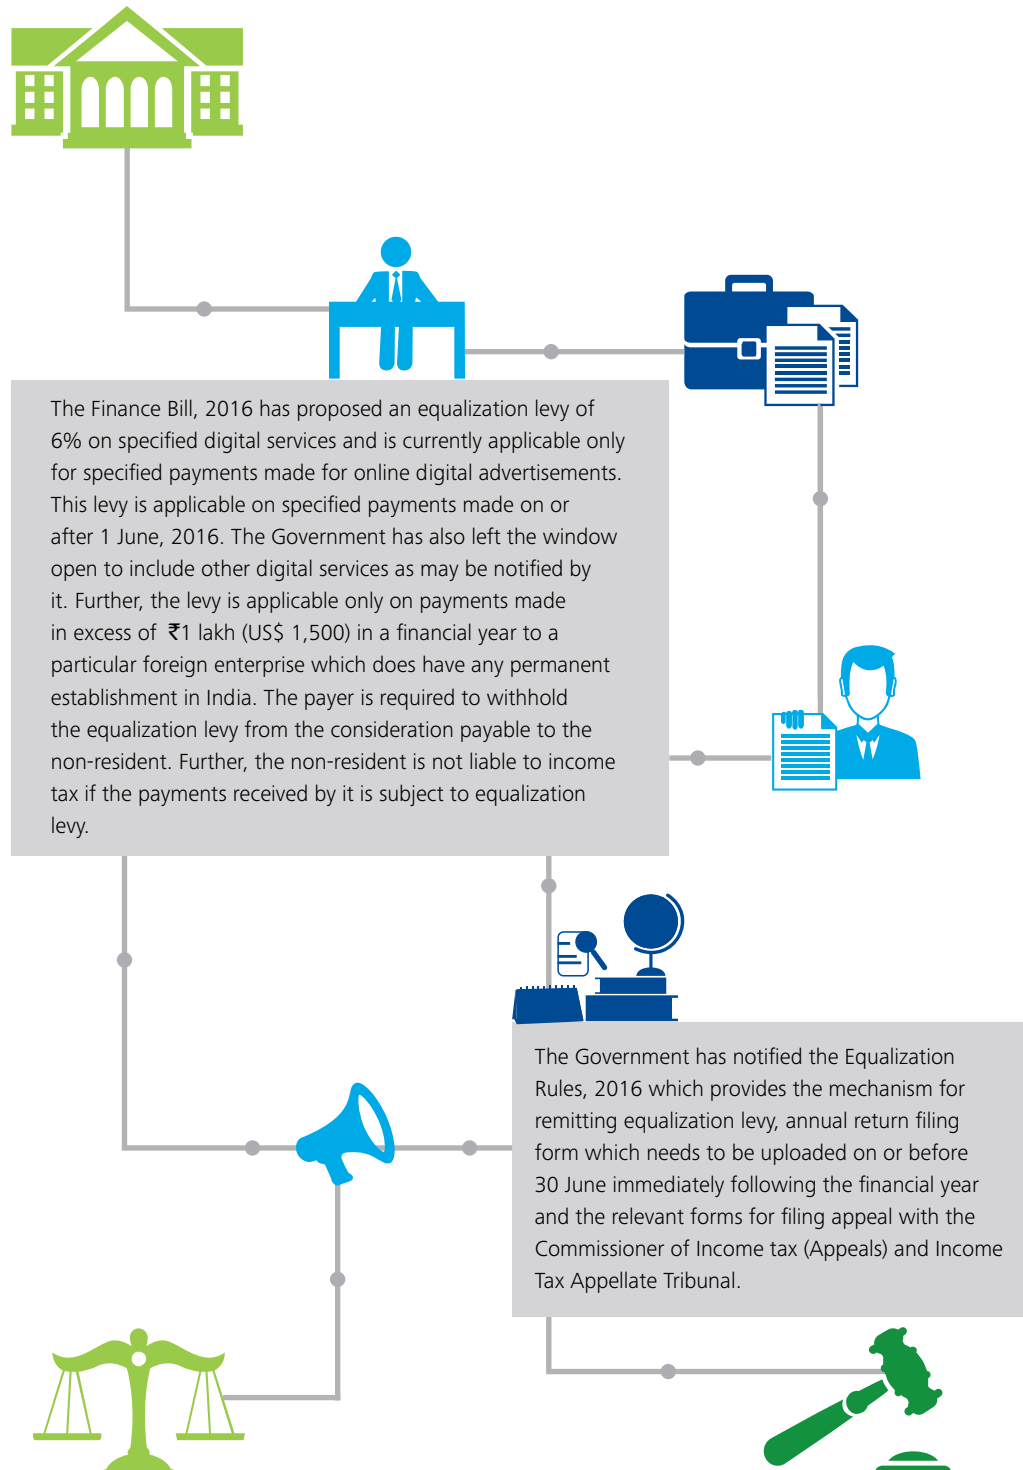 The Finance Bill, 2016 has proposed an equalization levy of
6% on specified digital services and is currently applicable only
for specified payments made for online digital advertisements.
This levy is applicable on specified payments made on or
after 1 June, 2016. The Government has also left the window
open to include other digital services as may be notified by
it. Further, the levy is applicable only on payments made
in excess of ₹1 lakh (US$ 1,500) in a financial year to a
particular foreign enterprise which does have any permanent
establishment in India. The payer is required to withhold
the equalization levy from the consideration payable to the
non-resident. Further, the non-resident is not liable to income
tax if the payments received by it is subject to equalization
levy.
The Government has notified the Equalization
Rules, 2016 which provides the mechanism for
remitting equalization levy, annual return filing
form which needs to be uploaded on or before
30 June immediately following the financial year
and the relevant forms for filing appeal with the
Commissioner of Income tax (Appeals) and Income
Tax Appellate Tribunal.